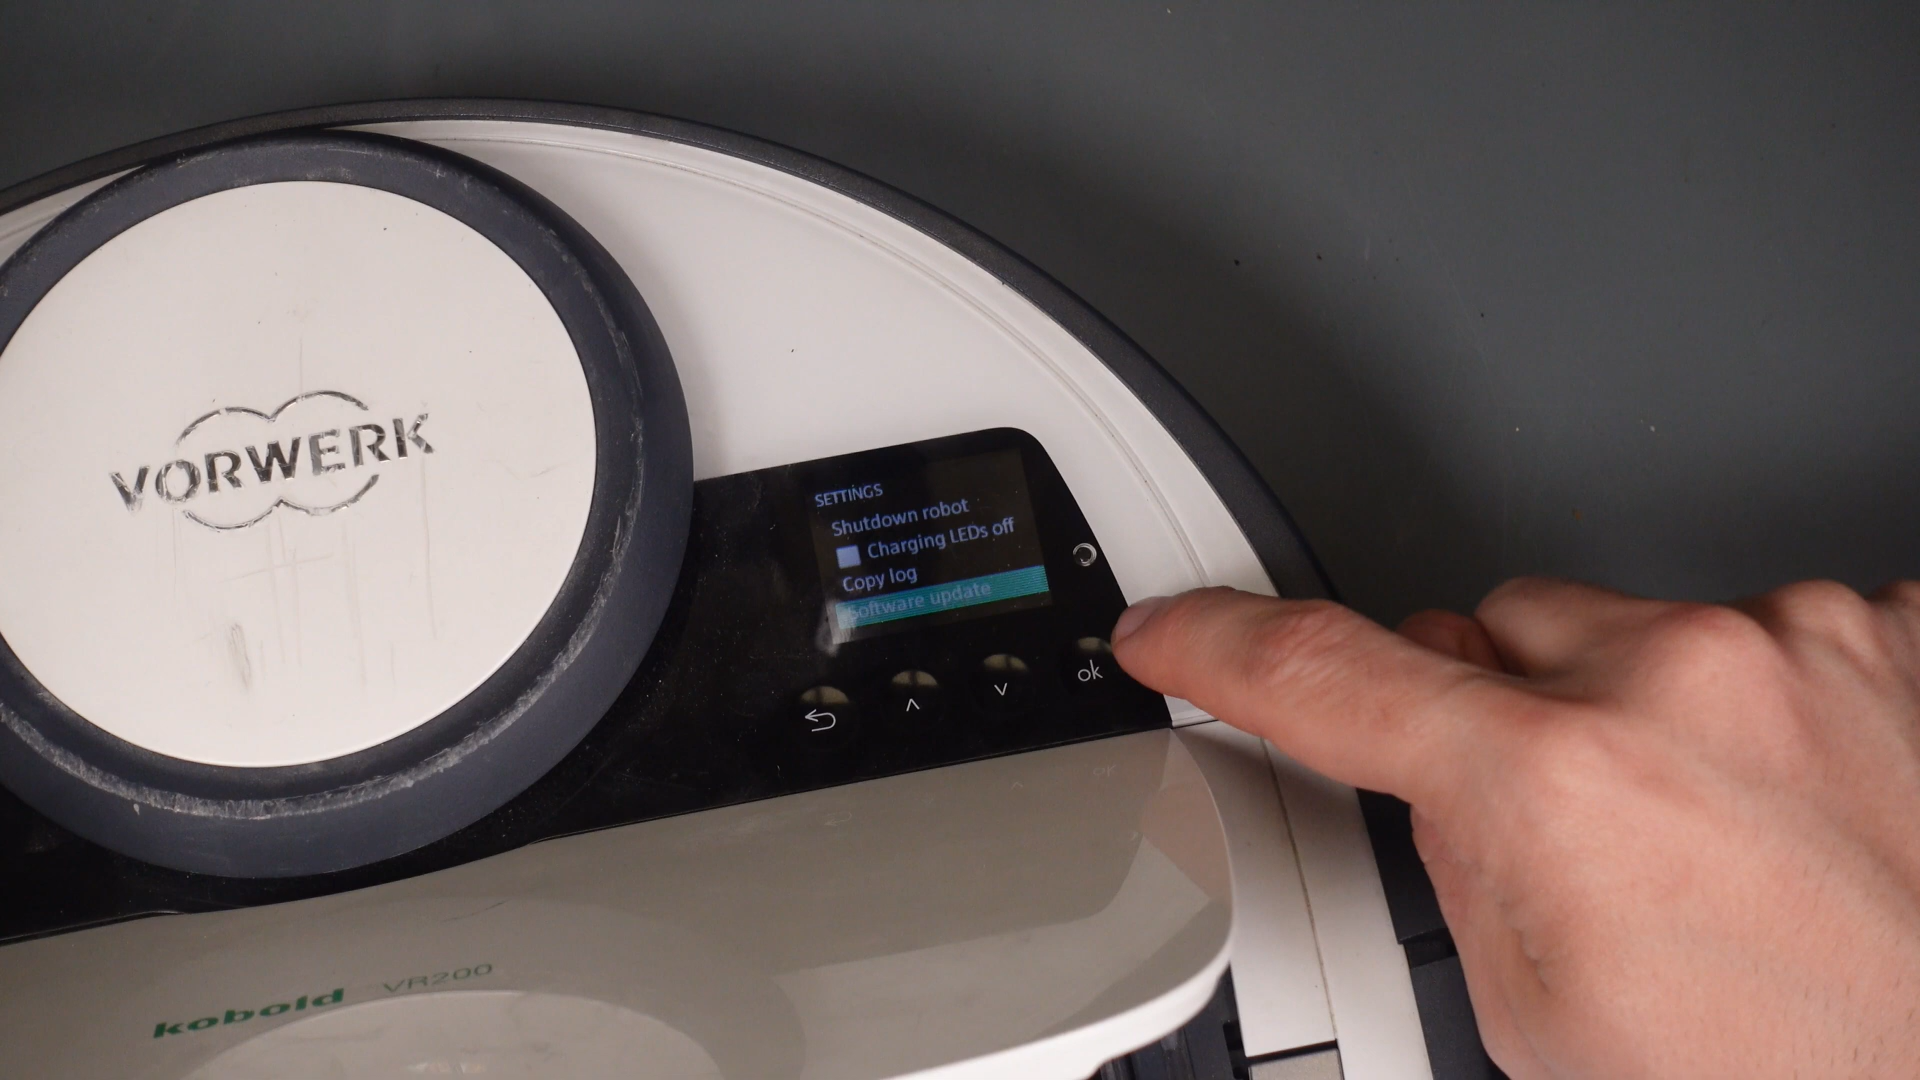 VORWERK
SETTINGS
Shutdown robot
Charging LEDs off
Copy log
Software update
ok
kobold VR200